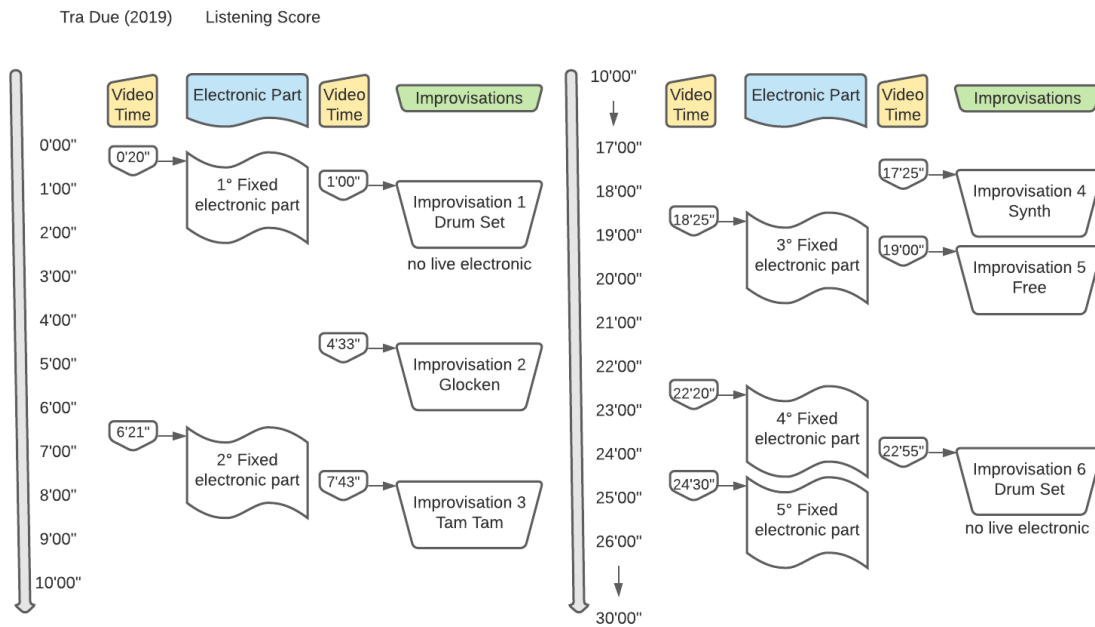 Tra Due (2019) Listening Score
Video
Time
Electronic Part
Video
Time
Improvisations
0'00"
0'20"
1° Fixed
electronic part
1'00"
1'00"
Improvisation 1
Drum Set
2'00"
no live electronic
3'00"
4'00"
4'33"
5'00"
Improvisation 2
Glocken
6'00"
6'21"
7'00"
2° Fixed
electronic part
7'43"
8'00"
Improvisation 3
Tam Tam
9'00"
10'00"
10'00"
Video
Time
Electronic Part
Video
Time
Improvisations
17'00"
17'25"
18'00"
Improvisation 4
Synth
18'25"
19'00"
3° Fixed
electronic part
19'00"
20'00"
Improvisation 5
Free
21'00"
22'00"
22'20"
23'00"
4° Fixed
electronic part
24'00"
22'55"
24'30"
25'00"
Improvisation 6
Drum Set
5° Fixed
electronic part
no live electronic
26'00"
30'00"